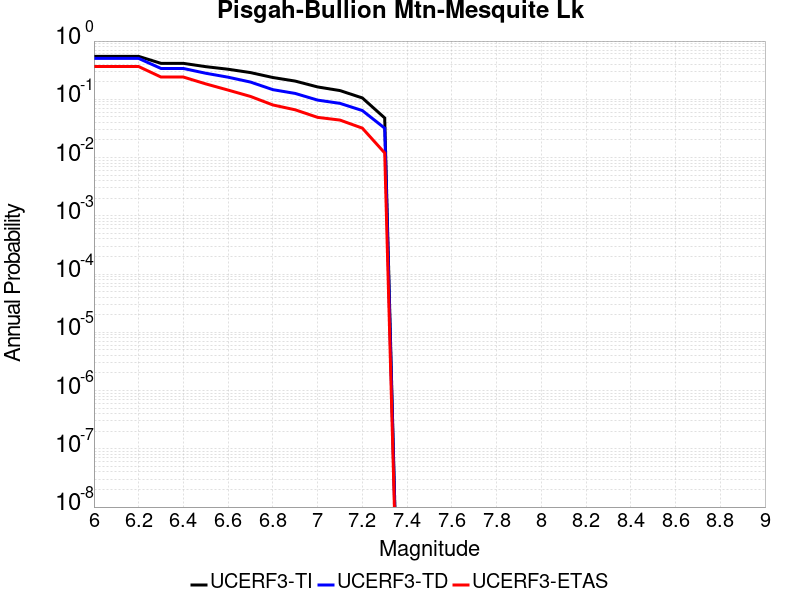 Pisgah-Bullion Mtn-Mesquite Lk
10^0
10^-1
10^-2
10^-3
10^-4
10^-5
10^-6
10^-7
10^-8
Annual Probability
6 6.2 6.4 6.6 6.8 7 7.2 7.4 7.6 7.8 8 8.2 8.4 8.6 8.8 9
Magnitude
UCERF3-TI UCERF3-TD UCERF3-ETAS